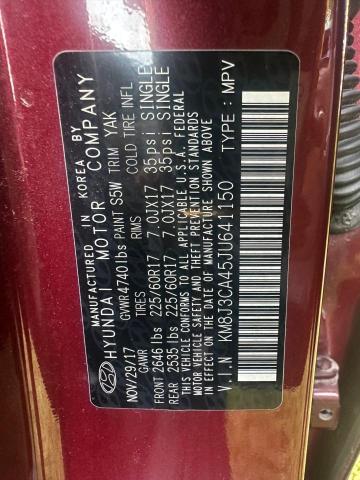 MANUFACTURED IN KOREA BY
HYUNDAI MOTOR COMPANY
NOV/29/17 GVWR 4740lbs PAINT S5W TRIM YAK
GAWR TIRES RIMS COLD TIRE INFL
FRONT 2646 lbs 225/60R17 7.0JX17 35psi SINGLE
REAR 2535 lbs 225/60R17 7.0JX17 35psi SINGLE
THIS VEHICLE CONFORMS TO ALL APPLICABLE U.S.A. FEDERAL
MOTOR VEHICLE SAFETY AND THEFT PREVENTION STANDARDS
IN EFFECT ON THE DATE OF MANUFACTURE SHOWN ABOVE
V.I.N KM8J3CA45JU641150 TYPE : MPV